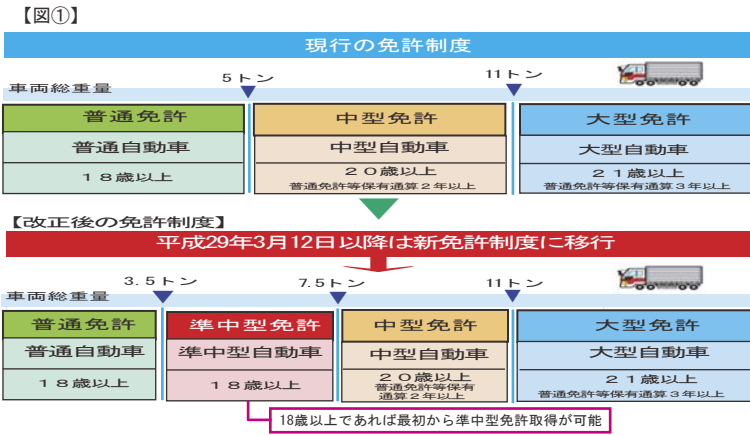 【図①】
現行の免許制度
車両総重量 5トン 11トン
普通免許 中型免許 大型免許
普通自動車 中型自動車 大型自動車
18歳以上 20歳以上 21歳以上
普通免許等保有通算2年以上 普通免許等保有通算3年以上
【改正後の免許制度】
平成29年3月12日以降は新免許制度に移行
車両総重量 3.5トン 7.5トン 11トン
普通免許 準中型免許 中型免許 大型免許
普通自動車 準中型自動車 中型自動車 大型自動車
18歳以上 18歳以上 20歳以上 21歳以上
普通免許等保有 普通免許等保有通算3年以上
通算2年以上
18歳以上であれば最初から準中型免許取得が可能